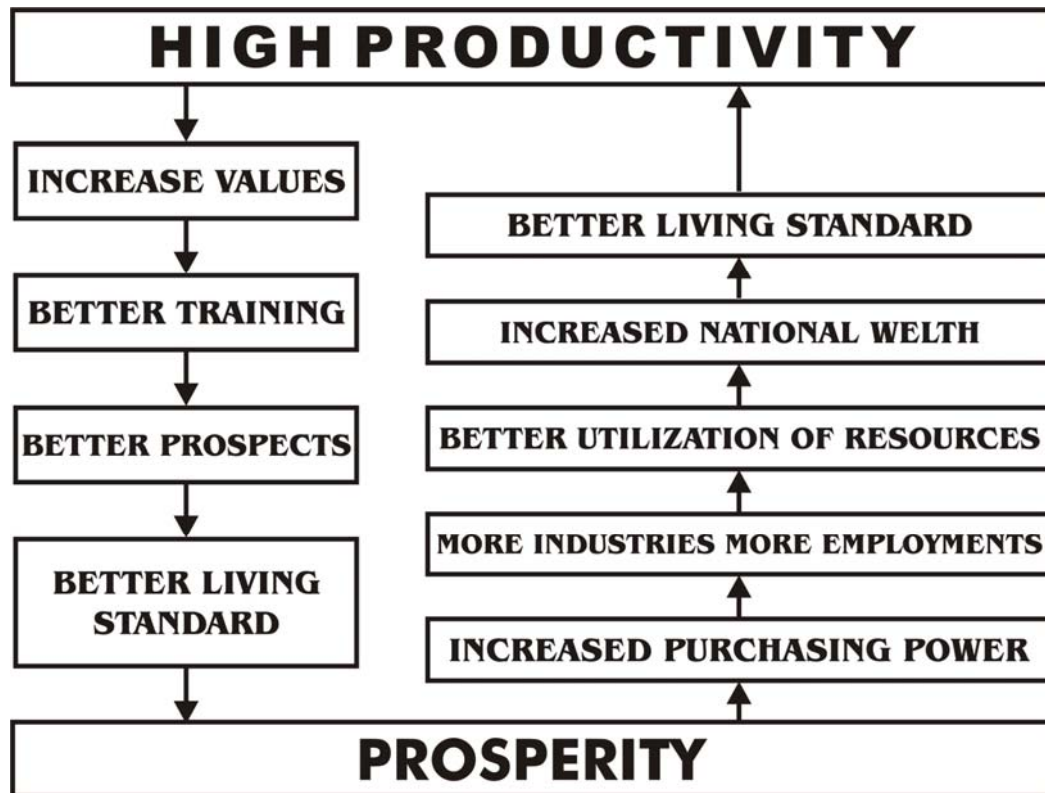 HIGH PRODUCTIVITY
INCREASE VALUES
BETTER TRAINING
BETTER PROSPECTS
BETTER LIVING
STANDARD
BETTER LIVING STANDARD
INCREASED NATIONAL WELTH
BETTER UTILIZATION OF RESOURCES
MORE INDUSTRIES MORE EMPLOYMENTS
INCREASED PURCHASING POWER
PROSPERITY